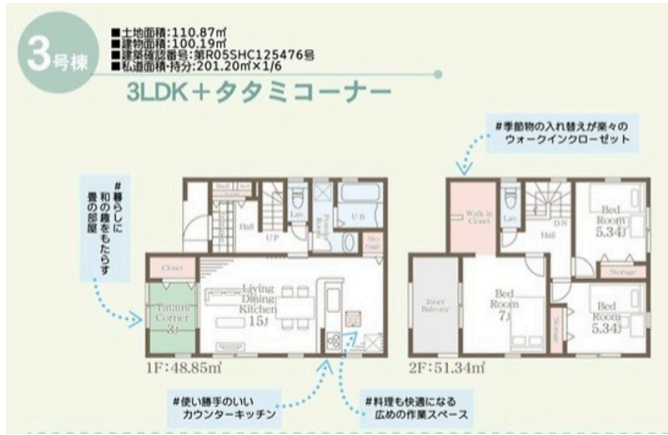 3号棟
■土地面積:110.87㎡
■建物面積:100.19㎡
■建築確認番号:第R05SHC125476号
■私道面積・持分:201.20㎡×1/6
3LDK+タタミコーナー
#季節物の入れ替えが楽々の
ウォークインクローゼット
#暮らしに
和の趣をもたらす
畳の部屋
Hall
UP
Lav.
Powder
Room
U.B
Storage
Closet
Tatami
Corner
3J
Living
Dining
Kitchen
15J
1F:48.85㎡
Walk in
Closet
Lav.
DN
Hall
Bed
Room
5.34J
Storage
Inner
Balcony
Bed
Room
7J
Storage
Bed
Room
5.34J
2F:51.34㎡
#使い勝手のいい
カウンターキッチン
#料理も快適になる
広めの作業スペース